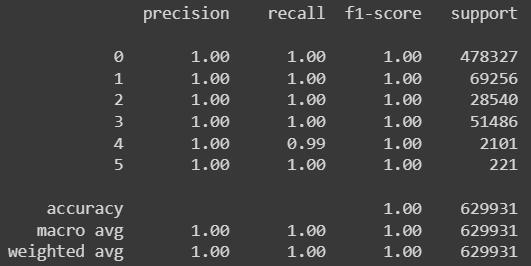 precision recall f1-score support
0 1.00 1.00 1.00 478327
1 1.00 1.00 1.00 69256
2 1.00 1.00 1.00 28540
3 1.00 1.00 1.00 51486
4 1.00 0.99 1.00 2101
5 1.00 1.00 1.00 221
accuracy 1.00 629931
macro avg 1.00 1.00 1.00 629931
weighted avg 1.00 1.00 1.00 629931